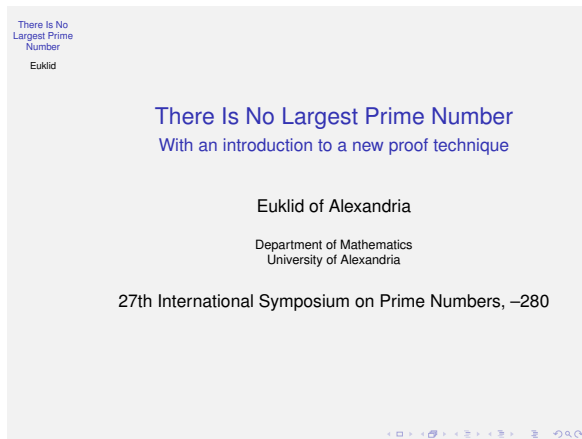 There Is No
Largest Prime
Number
Euklid
There Is No Largest Prime Number
With an introduction to a new proof technique
Euklid of Alexandria
Department of Mathematics
University of Alexandria
27th International Symposium on Prime Numbers, –280